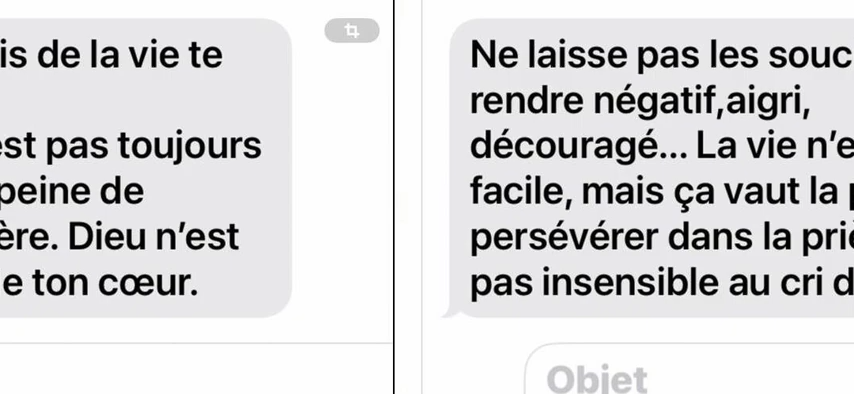 is de la vie te
est pas toujours
peine de
ère. Dieu n'est
e ton cœur.
Ne laisse pas les souc
rendre négatif,aigri,
découragé... La vie n'e
facile, mais ça vaut la p
persévérer dans la priè
pas insensible au cri d
Objet